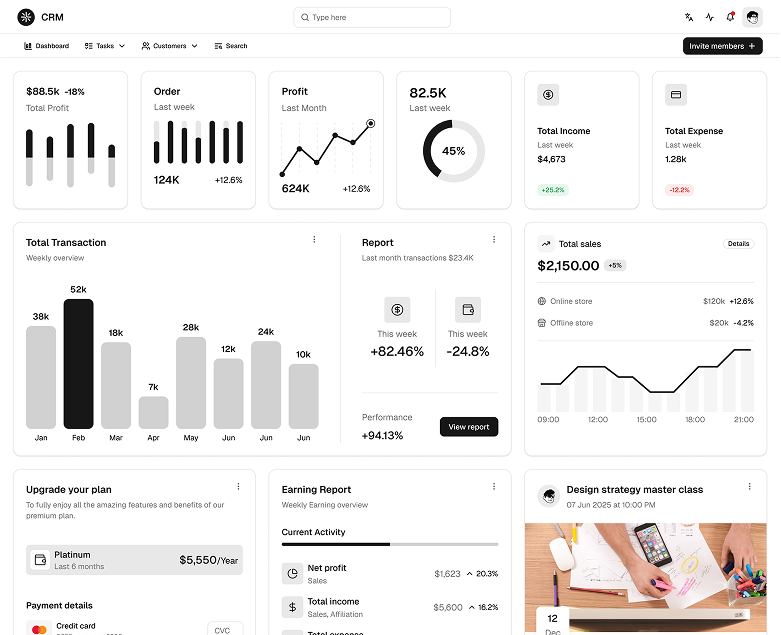 CRM
Type here
Dashboard
Tasks
Customers
Search
Invite members +
$88.5k -18%
Total Profit
Order
Last week
124K +12.6%
Profit
Last Month
624K +12.6%
82.5K
Last week
45%
Total Income
Last week
$4,673
+25.2%
Total Expense
Last week
1.28k
-12.2%
Total Transaction
Weekly overview
38k
52k
18k
7k
28k
12k
24k
10k
Jan Feb Mar Apr May Jun Jun Jun
Report
Last month transactions $23.4K
This week
+82.46%
This week
-24.8%
Performance
+94.13%
View report
Total sales
Details
$2,150.00 +5%
Online store $120k +12.6%
Offline store $20k -4.2%
09:00 12:00 15:00 18:00 21:00
Upgrade your plan
To fully enjoy all the amazing features and benefits of our
premium plan.
Platinum
Last 6 months
$5,550/Year
Payment details
Credit card
CVC
Earning Report
Weekly Earning overview
Current Activity
Net profit
Sales
$1,623 20.3%
Total income
Sales, Affiliation
$5,600 16.2%
Design strategy master class
07 Jun 2025 at 10:00 PM
12
Dec